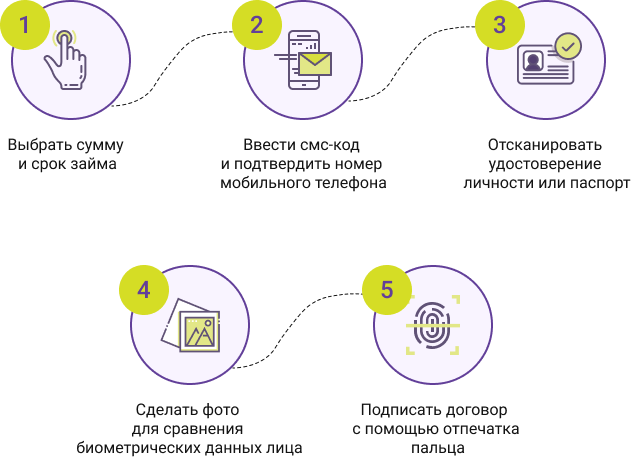 1
Выбрать сумму
и срок займа
2
Ввести смс-код
и подтвердить номер
мобильного телефона
3
Отсканировать
удостоверение
личности или паспорт
4
Сделать фото
для сравнения
биометрических данных лица
5
Подписать договор
с помощью отпечатка
пальца